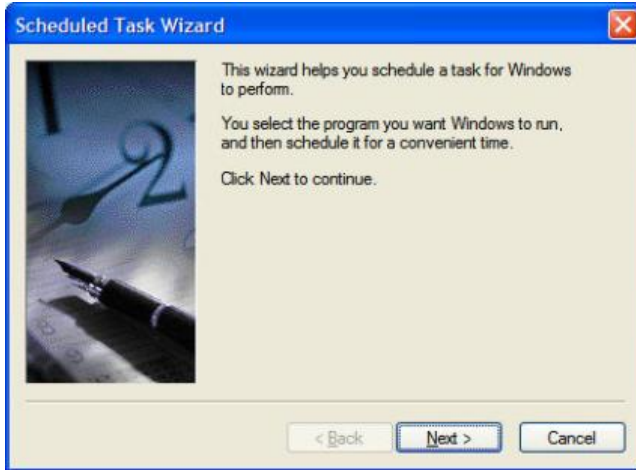 Scheduled Task Wizard
This wizard helps you schedule a task for Windows
to perform.
You select the program you want Windows to run,
and then schedule it for a convenient time.
Click Next to continue.
2
< Back
Next >
Cancel